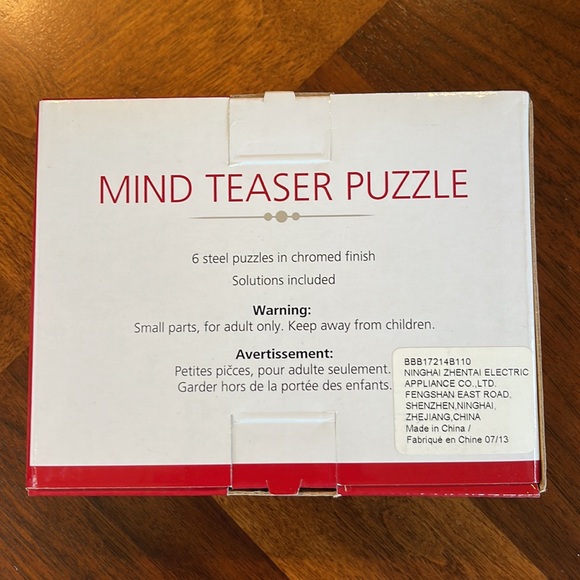 MIND TEASER PUZZLE
6 steel puzzles in chromed finish
Solutions included
Warning:
Small parts, for adult only. Keep away from children.
Avertissement:
Petites pičces, pour adulte seulement.
Garder hors de la portée des enfants.
BBB17214B110
NINGHAI ZHENTAI ELECTRIC
APPLIANCE CO.,LTD.
FENGSHAN EAST ROAD,
SHENZHEN,NINGHAI,
ZHEJIANG,CHINA
Made in China /
Fabriqué en Chine 07/13